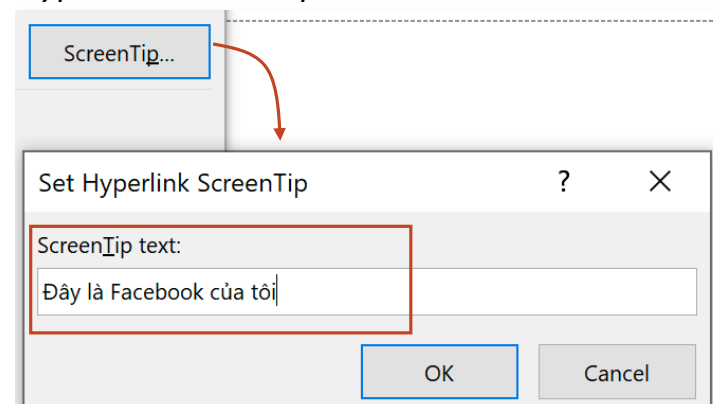 ScreenTip...
Set Hyperlink ScreenTip ? ✕
ScreenTip text:
Đây là Facebook của tôi
OK Cancel